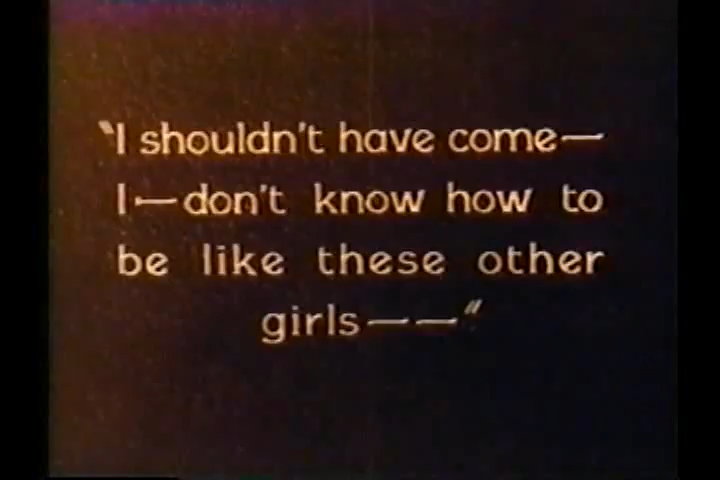 "I shouldn't have come—
I—don't know how to
be like these other
girls——"